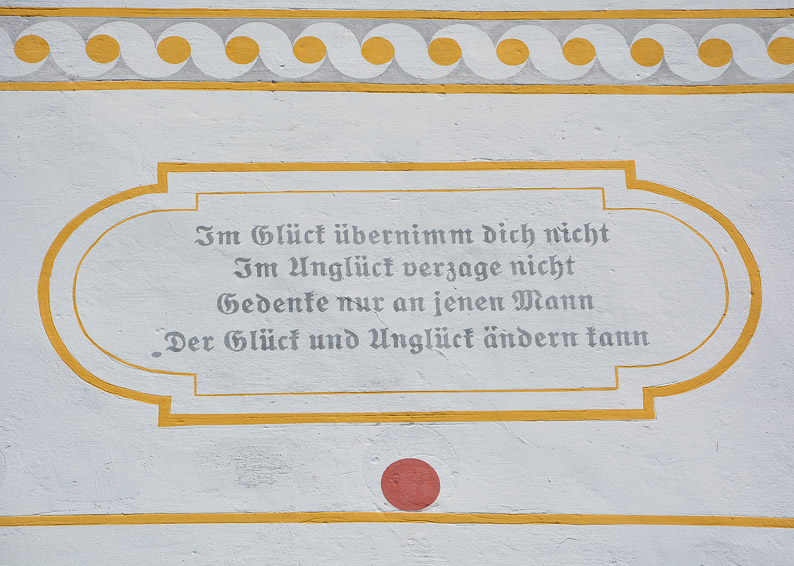 Im Glück übernimm dich nicht
Im Unglück verzage nicht
Gedenke nur an jenen Mann
Der Glück und Unglück ändern kann